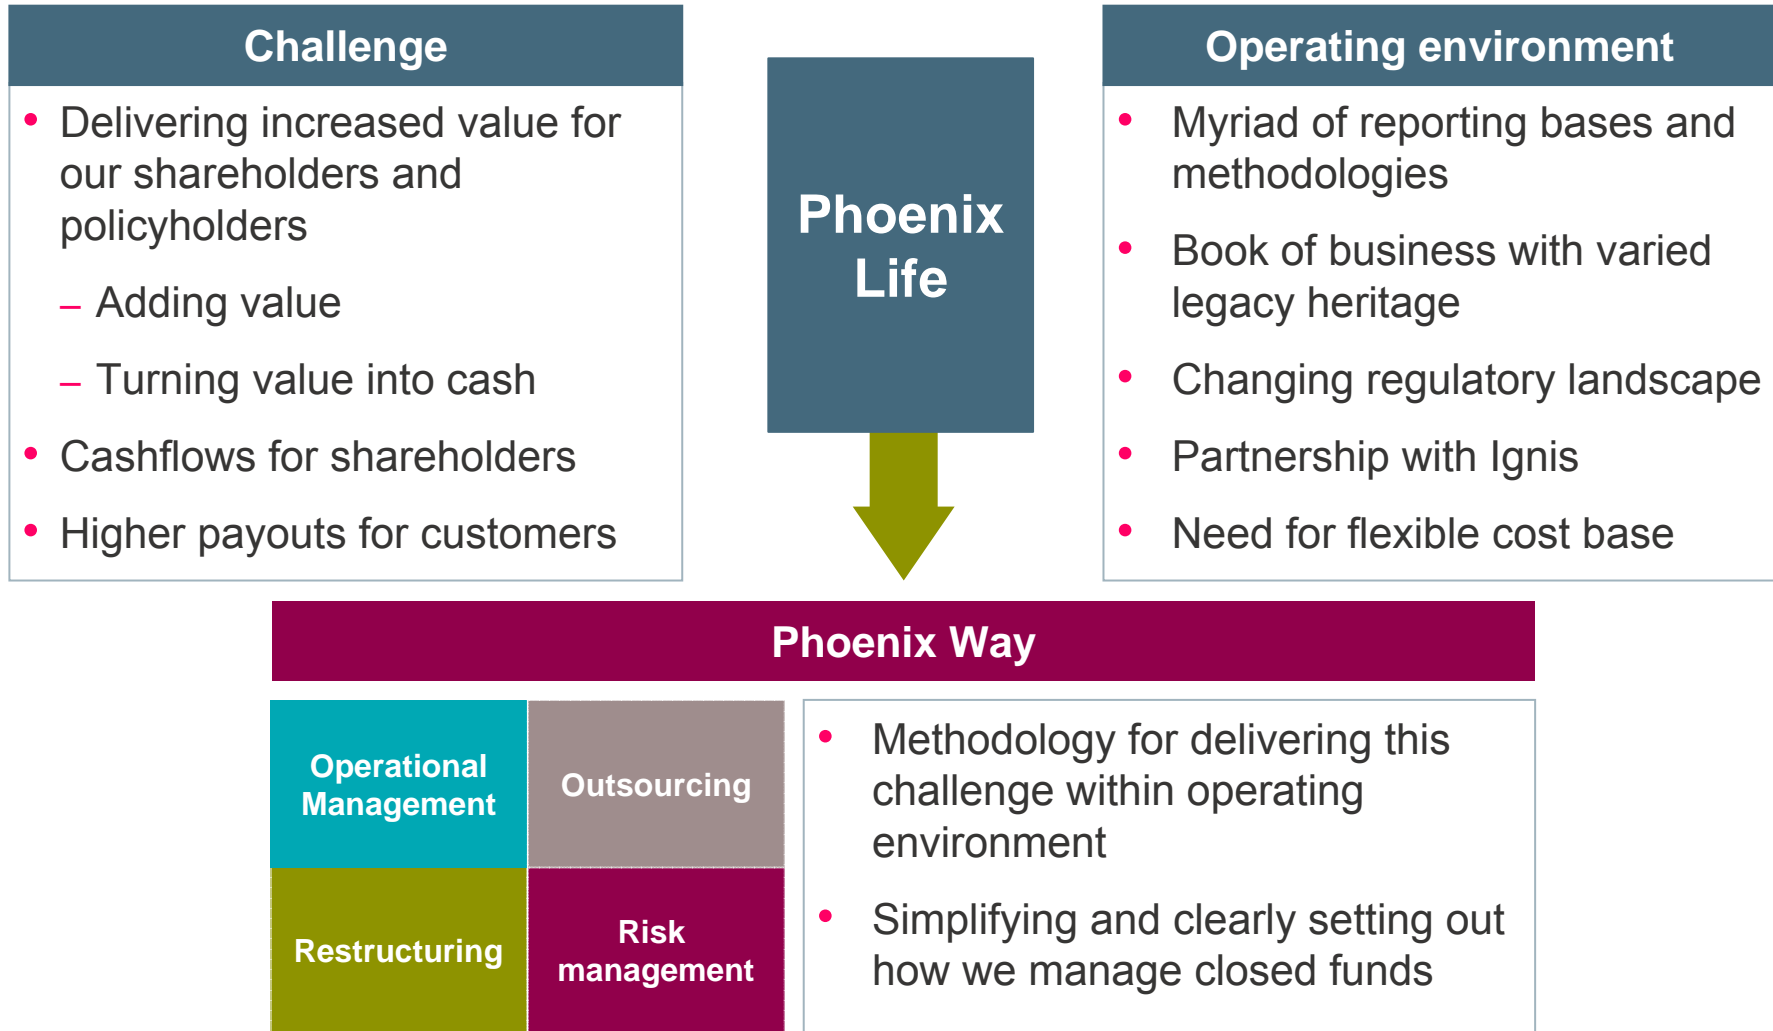 Challenge
• Delivering increased value for
our shareholders and
policyholders
– Adding value
– Turning value into cash
• Cashflows for shareholders
• Higher payouts for customers
Phoenix
Life
Operating environment
• Myriad of reporting bases and
methodologies
• Book of business with varied
legacy heritage
• Changing regulatory landscape
• Partnership with Ignis
• Need for flexible cost base
Phoenix Way
Operational
Management
Outsourcing
Restructuring
Risk
management
• Methodology for delivering this
challenge within operating
environment
• Simplifying and clearly setting out
how we manage closed funds